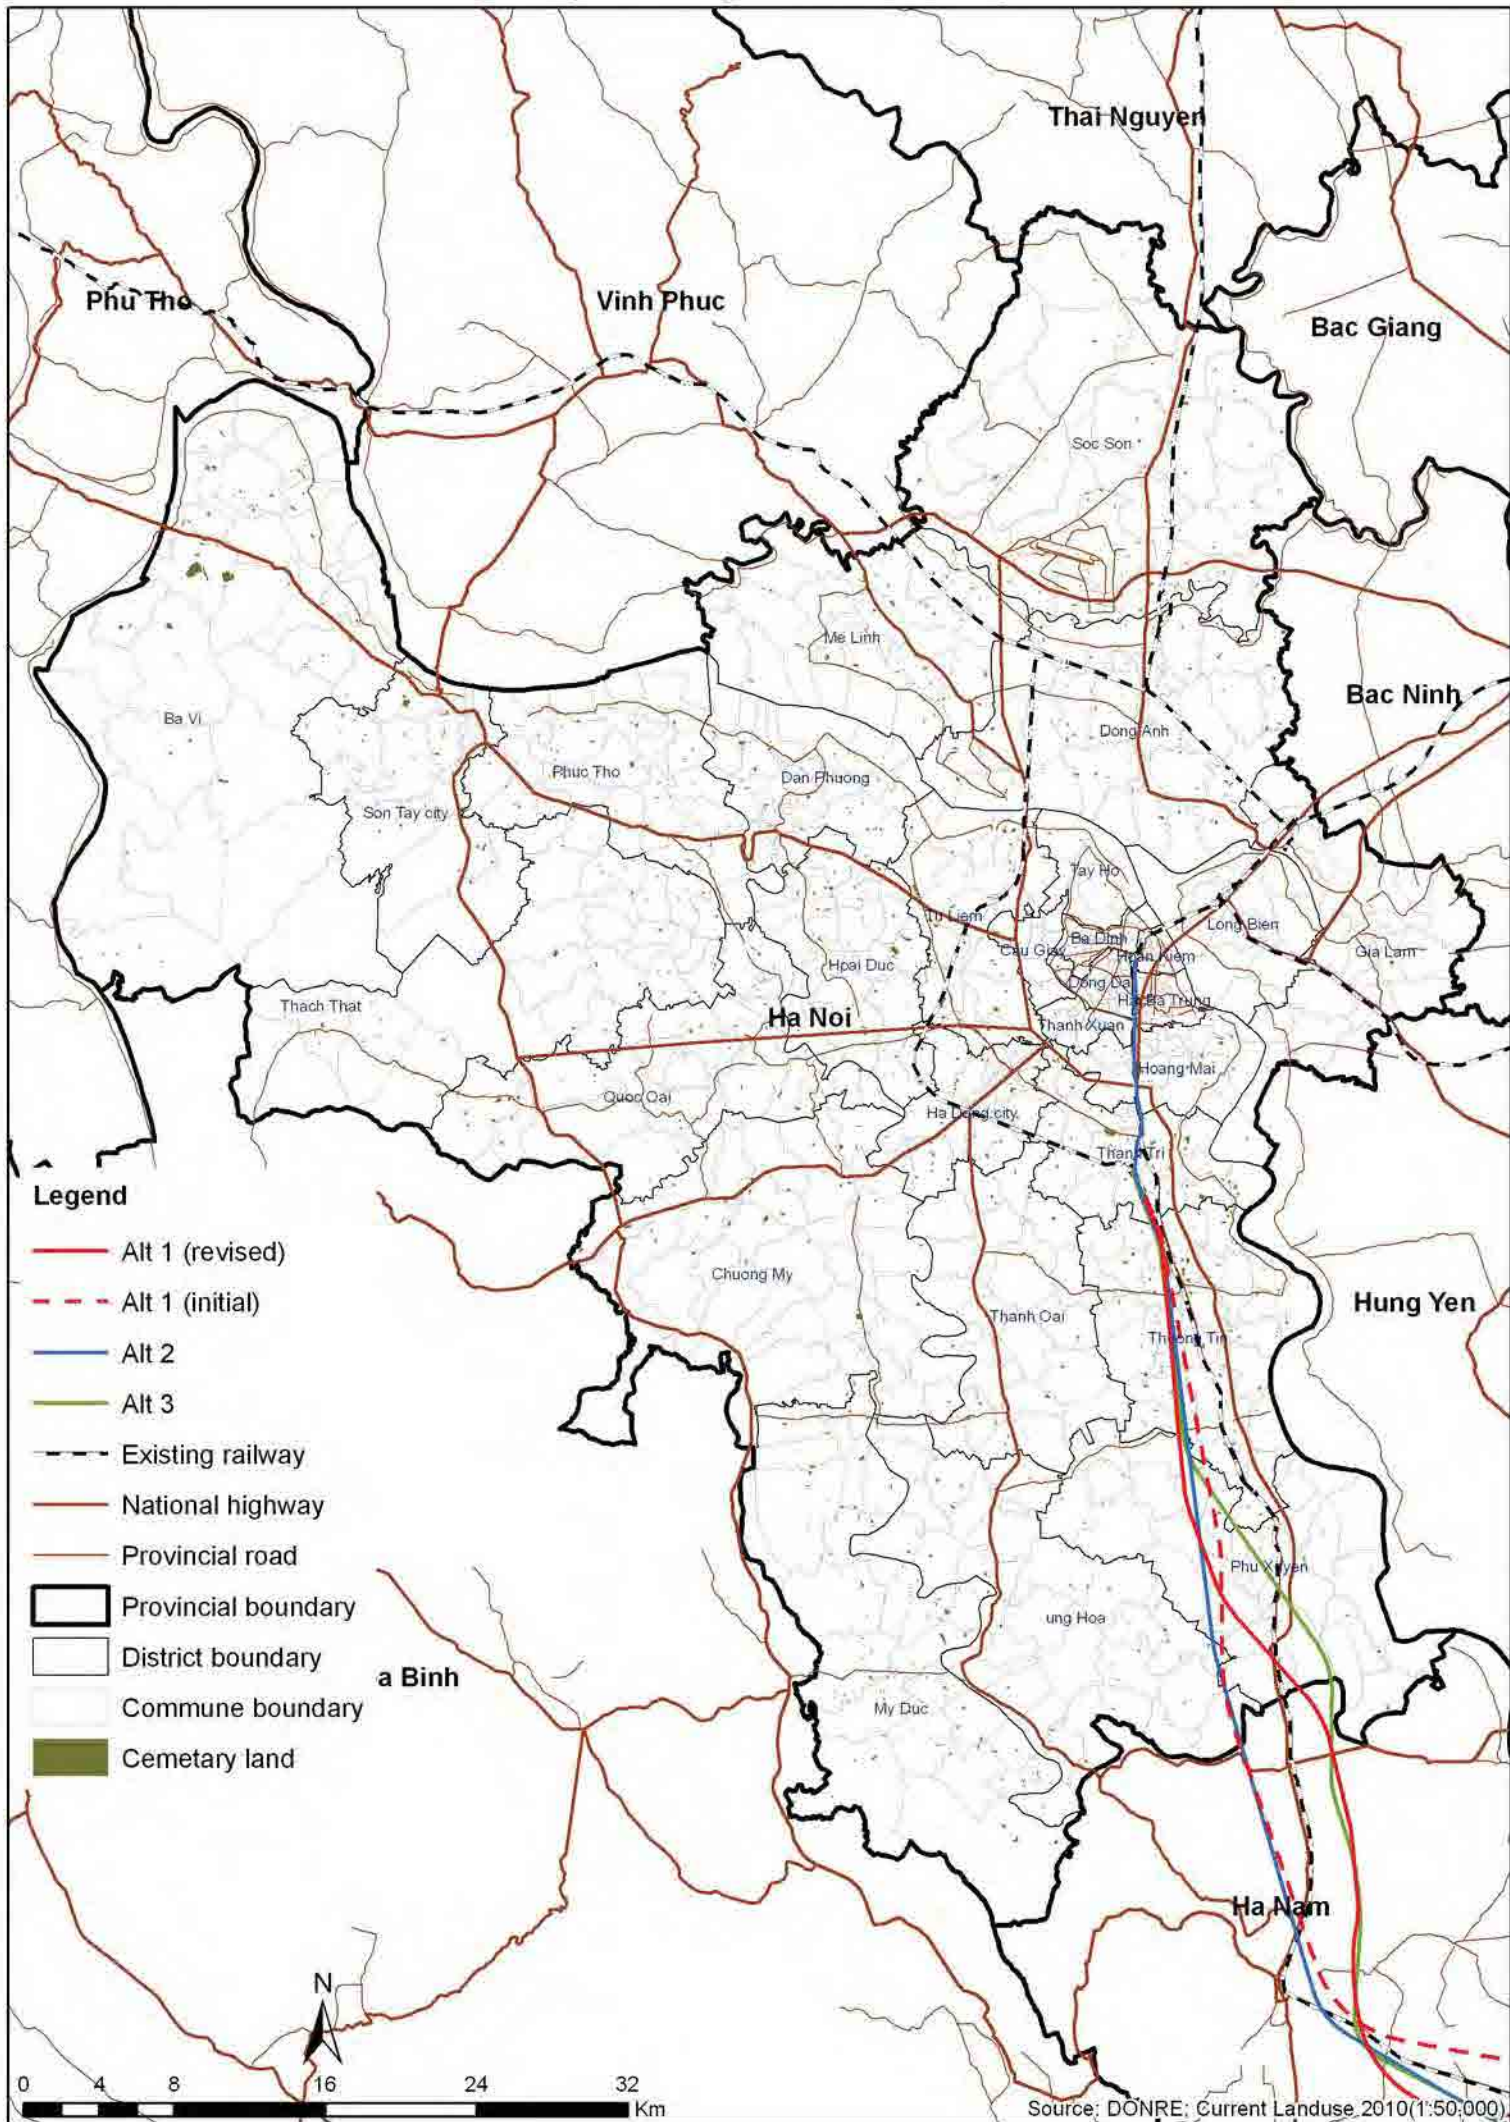 Thai Nguyen
Phu Tho
Vinh Phuc
Bac Giang
Soc Son
Me Linh
Bac Ninh
Ba Vi
Dong Anh
Phuc Tho
Dan Phuong
Son Tay city
Tay Ho
Tu Liem
Long Bien
Ba Dinh
Cau Giay
Hoan Kiem
Gia Lam
Hpai Duc
Dong Da
Hai Ba Trung
Thach That
Ha Noi
Thanh Xuan
Hoang Mai
Quoc Oai
Ha Dong city
Thanh Tri
Legend
Alt 1 (revised)
Alt 1 (initial)
Alt 2
Alt 3
Existing railway
National highway
Provincial road
Provincial boundary
District boundary
Commune boundary
Cemetary land
Chuong My
Thanh Oai
Hung Yen
Thuong Tin
Phu Xuyen
ung Hoa
a Binh
My Duc
Ha Nam
N
0 4 8 16 24 32
Km
Source: DONRE: Current Landuse 2010(1:50,000)